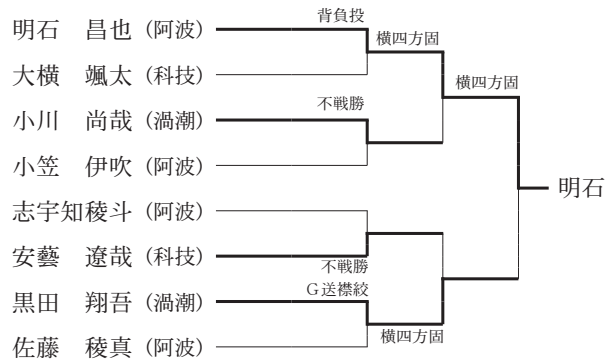 明石　昌也（阿波）
背負投
横四方固
大横　颯太（科技）
横四方固
小川　尚哉（渦潮）
不戦勝
小笠　伊吹（阿波）
明石
志宇知稜斗（阿波）
安藝　遼哉（科技）
不戦勝
G送襟絞
黒田　翔吾（渦潮）
横四方固
佐藤　稜真（阿波）